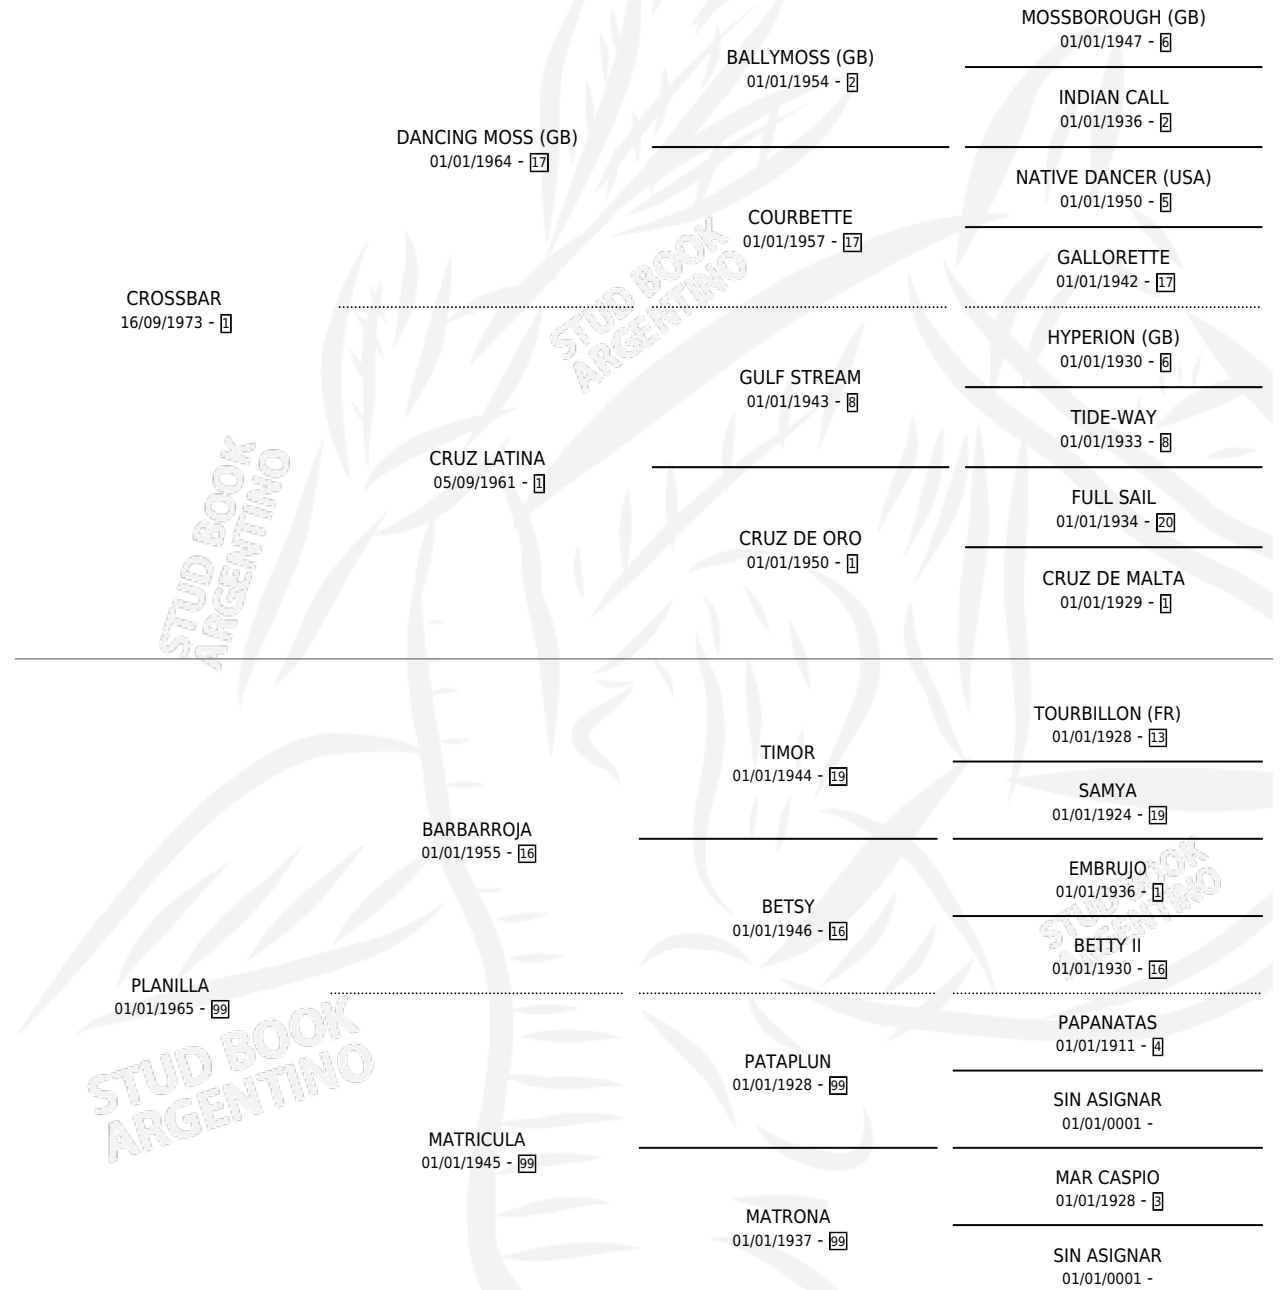 MOSSBOROUGH (GB)
01/01/1947 - 6
BALLYMOSS (GB)
01/01/1954 - 2
INDIAN CALL
01/01/1936 - 2
DANCING MOSS (GB)
01/01/1964 - 17
NATIVE DANCER (USA)
01/01/1950 - 5
COURBETTE
01/01/1957 - 17
GALLORETTE
01/01/1942 - 17
CROSSBAR
16/09/1973 - 1
STUD BOOK
ARGENTINO
HYPERION (GB)
01/01/1930 - 6
GULF STREAM
01/01/1943 - 8
TIDE-WAY
01/01/1933 - 8
CRUZ LATINA
05/09/1961 - 1
FULL SAIL
01/01/1934 - 20
CRUZ DE ORO
01/01/1950 - 1
CRUZ DE MALTA
01/01/1929 - 1
STUD BOOK
ARGENTINO
TOURBILLON (FR)
01/01/1928 - 13
TIMOR
01/01/1944 - 19
SAMYA
01/01/1924 - 19
BARBARROJA
01/01/1955 - 16
EMBRUJO
01/01/1936 - 1
BETSY
01/01/1946 - 16
BETTY II
01/01/1930 - 16
STUD BOOK
ARGENTINO
PLANILLA
01/01/1965 - 99
STUD BOOK
ARGENTINO
PAPANATAS
01/01/1911 - 4
PATAPLUN
01/01/1928 - 99
SIN ASIGNAR
01/01/0001 -
MATRICULA
01/01/1945 - 99
MAR CASPIO
01/01/1928 - 3
MATRONA
01/01/1937 - 99
SIN ASIGNAR
01/01/0001 -